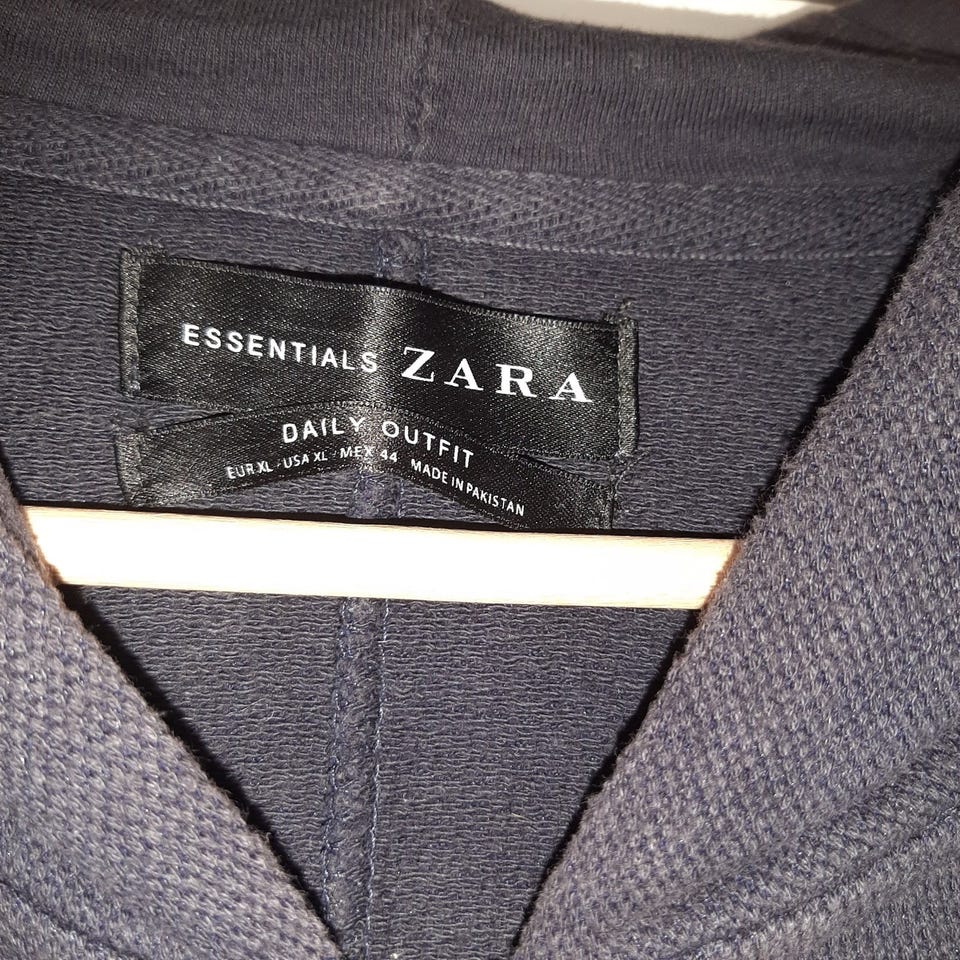 ESSENTIALS ZARA
DAILY OUTFIT
EUR XL · USA XL · MEX 44 MADE IN PAKISTAN